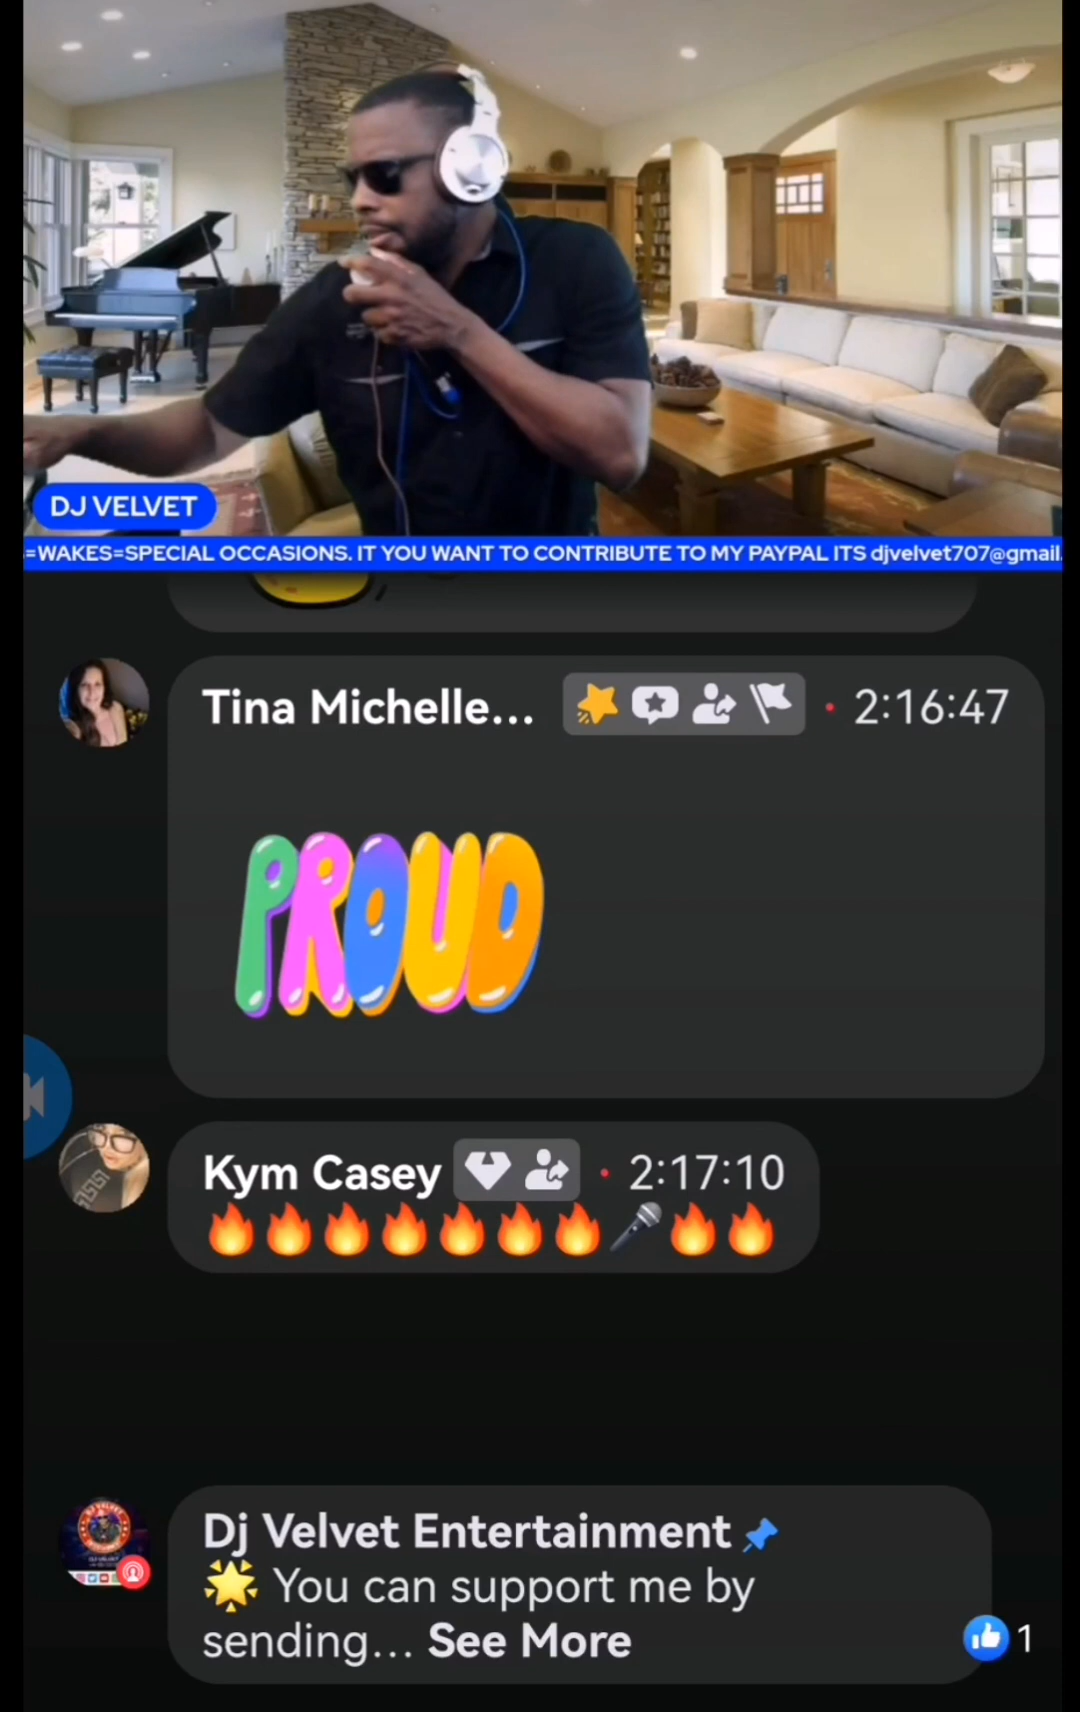 DJ VELVET
=WAKES=SPECIAL OCCASIONS. IT YOU WANT TO CONTRIBUTE TO MY PAYPAL ITS djvelvet707@gmail.
Tina Michelle... • 2:16:47
PROUD
Kym Casey • 2:17:10
🔥🔥🔥🔥🔥🔥🔥🎤🔥🔥
Dj Velvet Entertainment📌
🌟 You can support me by
sending... See More
1